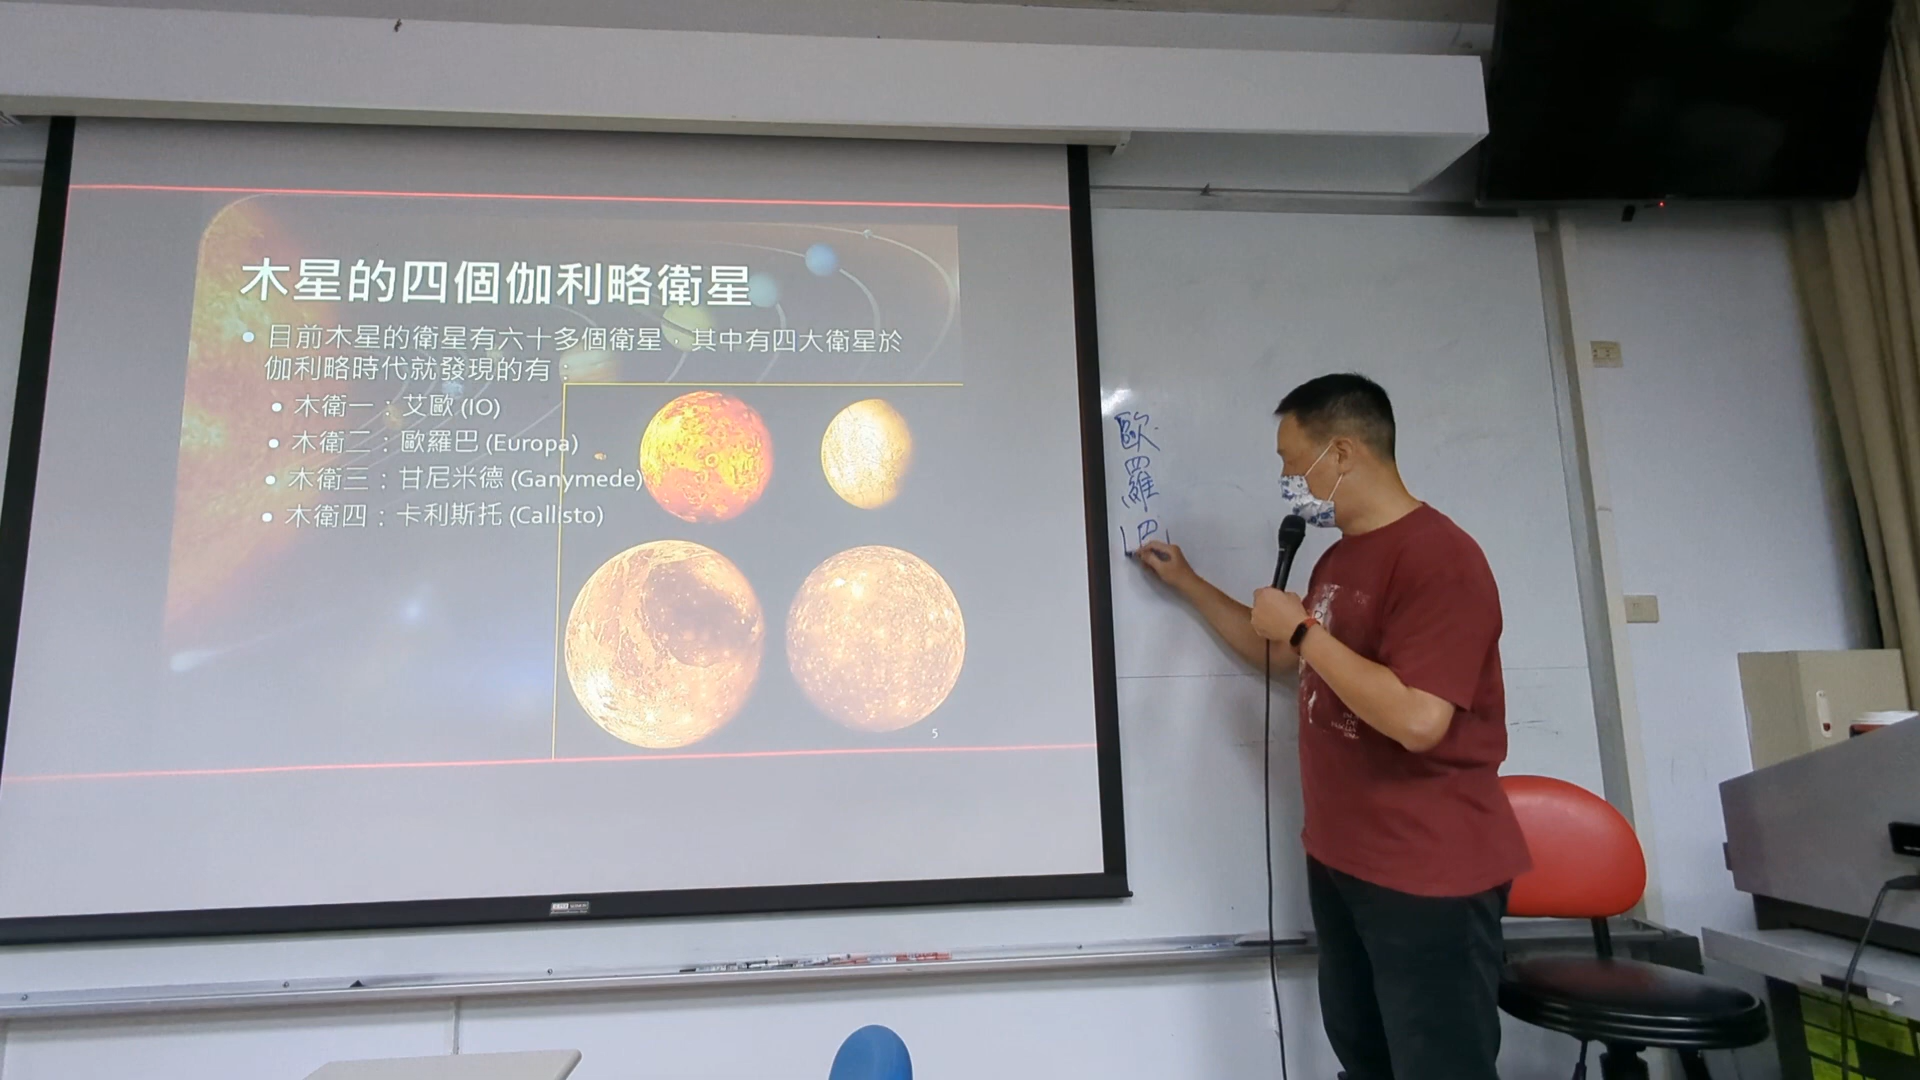 木星的四個伽利略衛星
• 目前木星的衛星有六十多個衛星，其中有四大衛星於
伽利略時代就發現的有：
• 木衛一：艾歐 (IO)
• 木衛二：歐羅巴 (Europa)
• 木衛三：甘尼米德 (Ganymede)
• 木衛四：卡利斯托 (Callisto)
5
歐羅巴